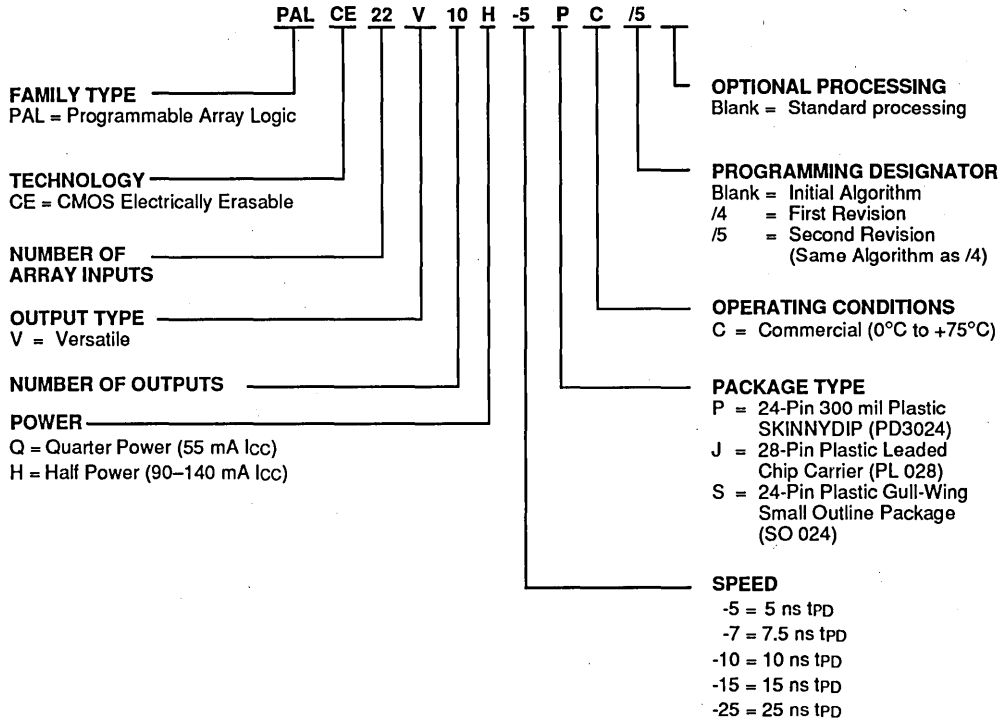 PAL CE 22 V 10 H -5 P C /5
FAMILY TYPE
PAL = Programmable Array Logic
TECHNOLOGY
CE = CMOS Electrically Erasable
NUMBER OF
ARRAY INPUTS
OUTPUT TYPE
V = Versatile
NUMBER OF OUTPUTS
POWER
Q = Quarter Power (55 mA ICC)
H = Half Power (90–140 mA ICC)
OPTIONAL PROCESSING
Blank = Standard processing
PROGRAMMING DESIGNATOR
Blank = Initial Algorithm
/4 = First Revision
/5 = Second Revision
(Same Algorithm as /4)
OPERATING CONDITIONS
C = Commercial (0°C to +75°C)
PACKAGE TYPE
P = 24-Pin 300 mil Plastic
SKINNYDIP (PD3024)
J = 28-Pin Plastic Leaded
Chip Carrier (PL 028)
S = 24-Pin Plastic Gull-Wing
Small Outline Package
(SO 024)
SPEED
-5 = 5 ns tPD
-7 = 7.5 ns tPD
-10 = 10 ns tPD
-15 = 15 ns tPD
-25 = 25 ns tPD